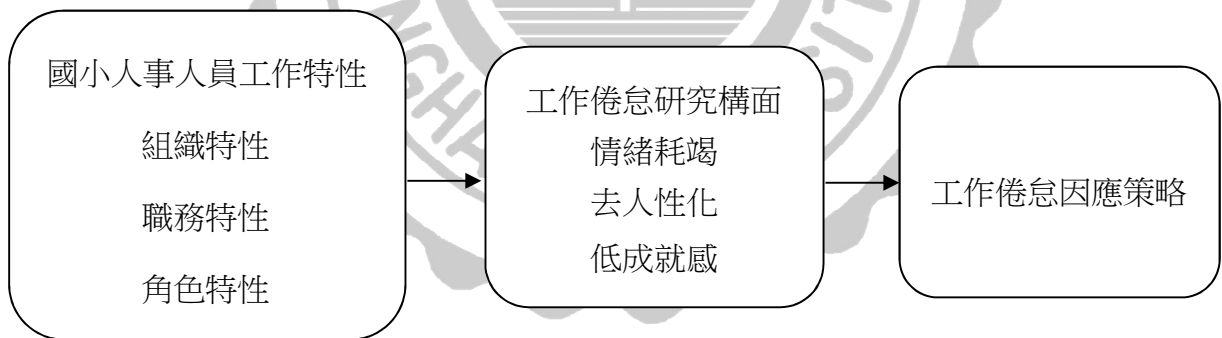 國小人事人員工作特性
組織特性
職務特性
角色特性
工作倦怠研究構面
情緒耗竭
去人性化
低成就感
工作倦怠因應策略